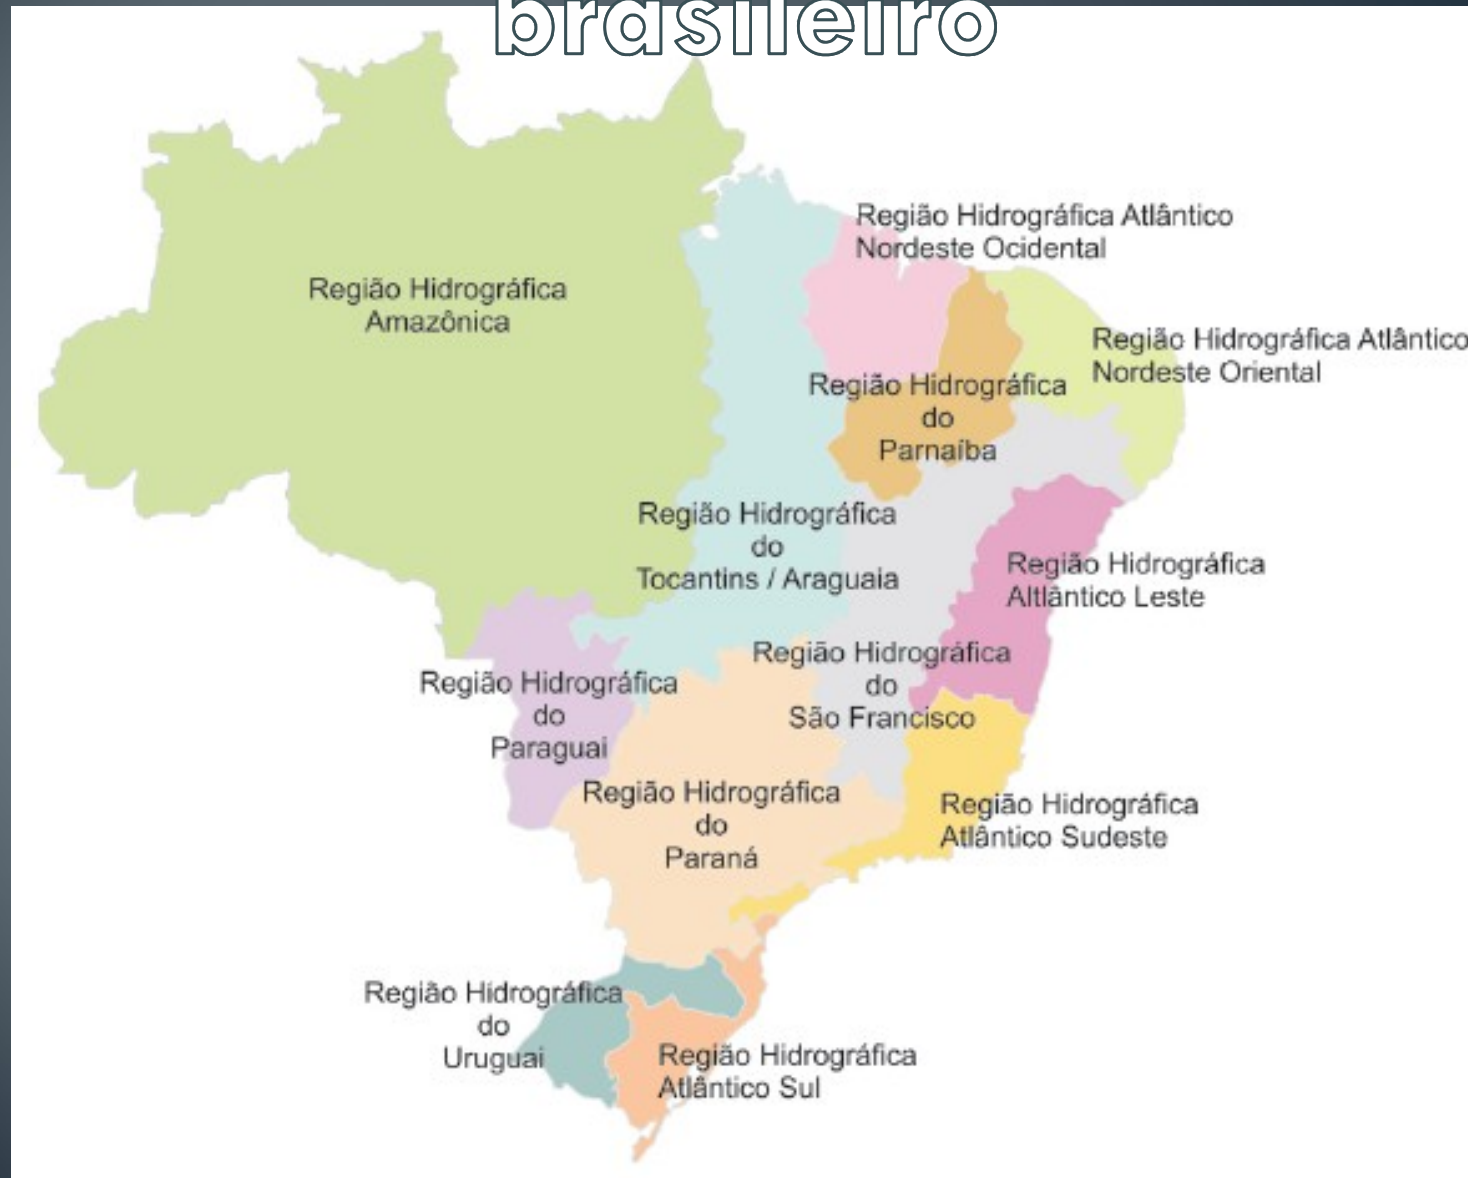 brasileiro
Região Hidrográfica Atlântico
Nordeste Ocidental
Região Hidrográfica
Amazônica
Região Hidrográfica Atlântico
Nordeste Oriental
Região Hidrográfica
do
Parnaíba
Região Hidrográfica
do
Tocantins / Araguaia
Região Hidrográfica
Altlântico Leste
Região Hidrográfica
do
São Francisco
Região Hidrográfica
do
Paraguai
Região Hidrográfica
do
Paraná
Região Hidrográfica
Atlântico Sudeste
Região Hidrográfica
do
Uruguai
Região Hidrográfica
Atlântico Sul